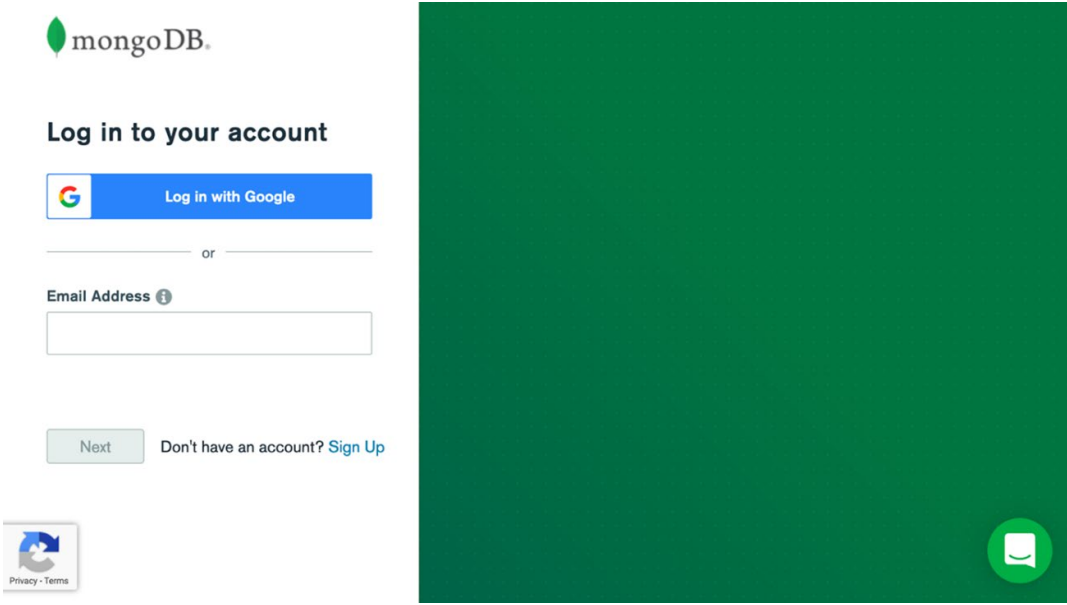 mongoDB®
Log in to your account
Log in with Google
or
Email Address
Next Don't have an account? Sign Up
Privacy - Terms